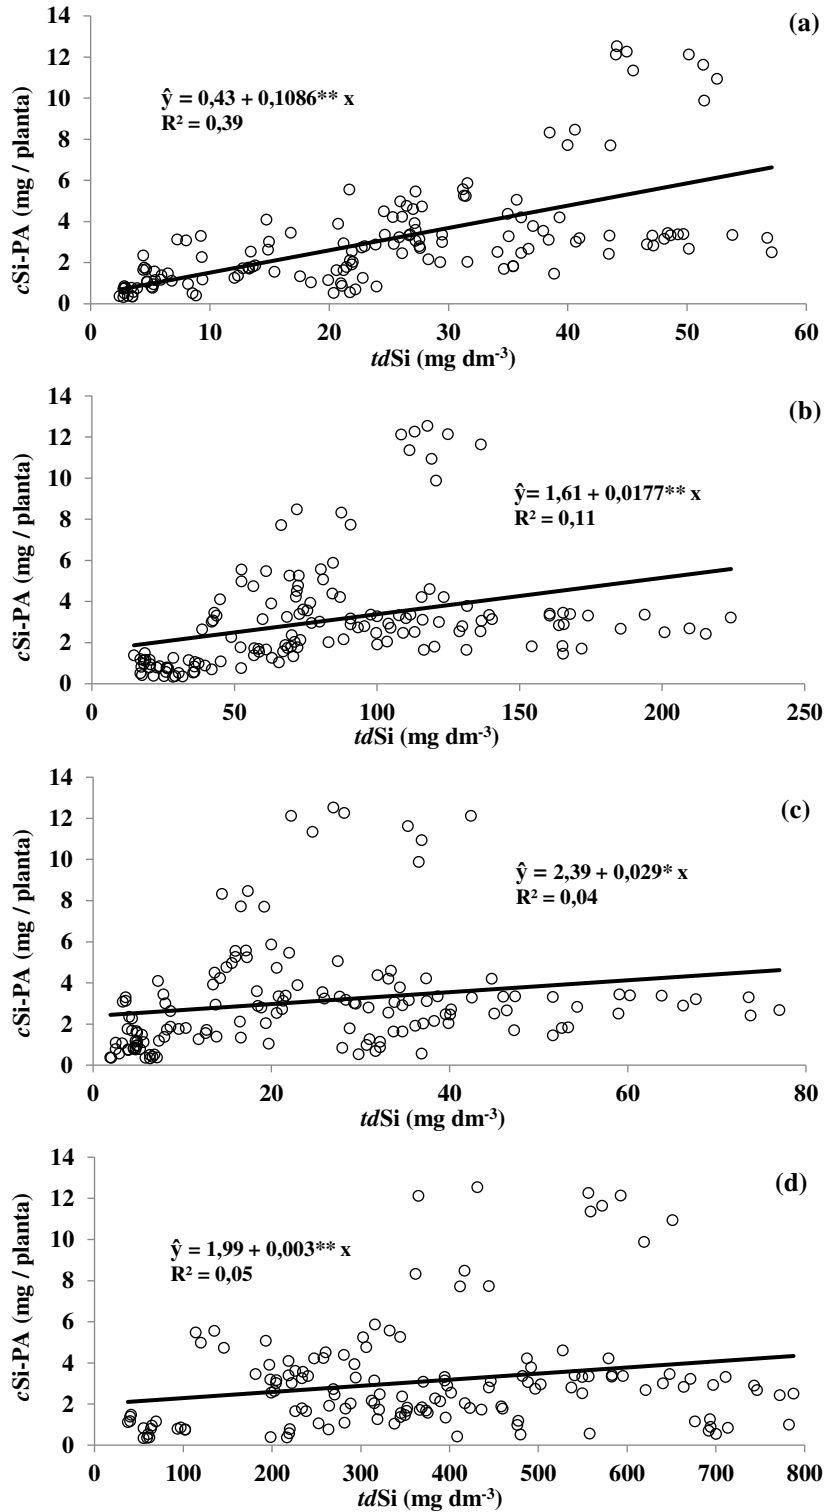 (a)
cSi-PA (mg / planta)
14
12
10
8
6
4
2
0
ŷ = 0,43 + 0,1086** x
R² = 0,39
0 10 20 30 40 50 60
tdSi (mg dm-³)
(b)
cSi-PA (mg / planta)
14
12
10
8
6
4
2
0
ŷ= 1,61 + 0,0177** x
R² = 0,11
0 50 100 150 200 250
tdSi (mg dm-³)
(c)
cSi-PA (mg / planta)
14
12
10
8
6
4
2
0
ŷ = 2,39 + 0,029* x
R² = 0,04
0 20 40 60 80
tdSi (mg dm-³)
(d)
cSi-PA (mg / planta)
14
12
10
8
6
4
2
0
ŷ = 1,99 + 0,003** x
R² = 0,05
0 100 200 300 400 500 600 700 800
tdSi (mg dm-³)